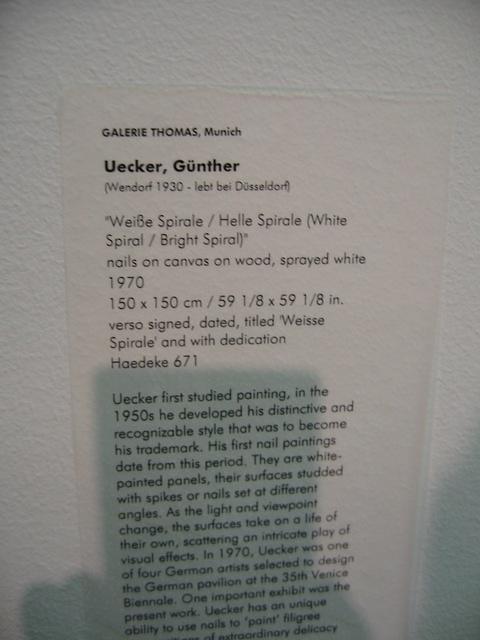 GALERIE THOMAS, Munich
Uecker, Günther
(Wendorf 1930 - lebt bei Düsseldorf)
"Weiße Spirale / Helle Spirale (White
Spiral / Bright Spiral)"
nails on canvas on wood, sprayed white
1970
150 x 150 cm / 59 1/8 x 59 1/8 in.
verso signed, dated, titled 'Weisse
Spirale' and with dedication
Haedeke 671
Uecker first studied painting, in the
1950s he developed his distinctive and
recognizable style that was to become
his trademark. His first nail paintings
date from this period. They are white-
painted panels, their surfaces studded
with spikes or nails set at different
angles. As the light and viewpoint
change, the surfaces take on a life of
their own, scattering an intricate play of
visual effects. In 1970, Uecker was one
of four German artists selected to design
the German pavilion at the 35th Venice
Biennale. One important exhibit was the
present work. Uecker has an unique
ability to use nails to 'paint' filigree
of extraordinary delicacy